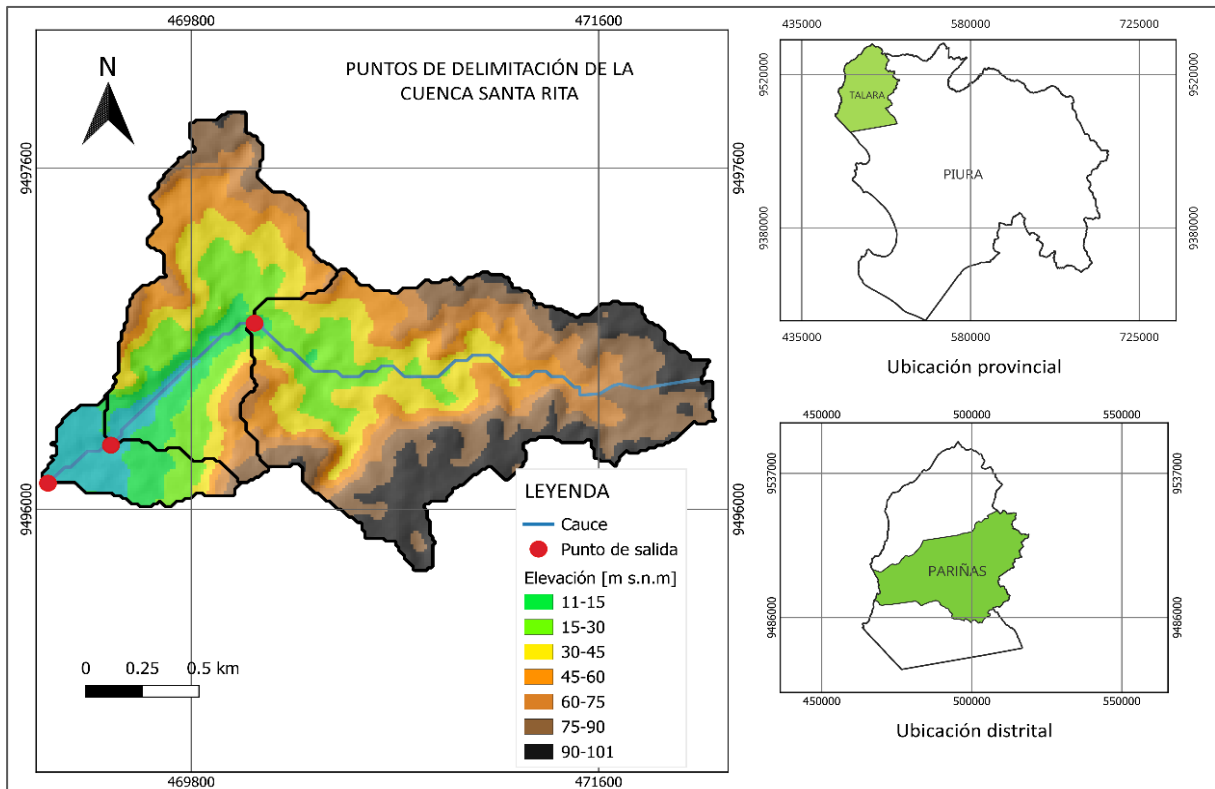 469800
471600
N
PUNTOS DE DELIMITACIÓN DE LA
CUENCA SANTA RITA
9497600
9497600
9496000
9496000
0 0.25 0.5 km
LEYENDA
Cauce
Punto de salida
Elevación [m s.n.m]
11-15
15-30
30-45
45-60
60-75
75-90
90-101
469800
471600
435000
580000
725000
9520000
9520000
TALARA
PIURA
9380000
9380000
435000
580000
725000
Ubicación provincial
450000
500000
550000
9537000
9537000
PARIÑAS
9486000
9486000
450000
500000
550000
Ubicación distrital